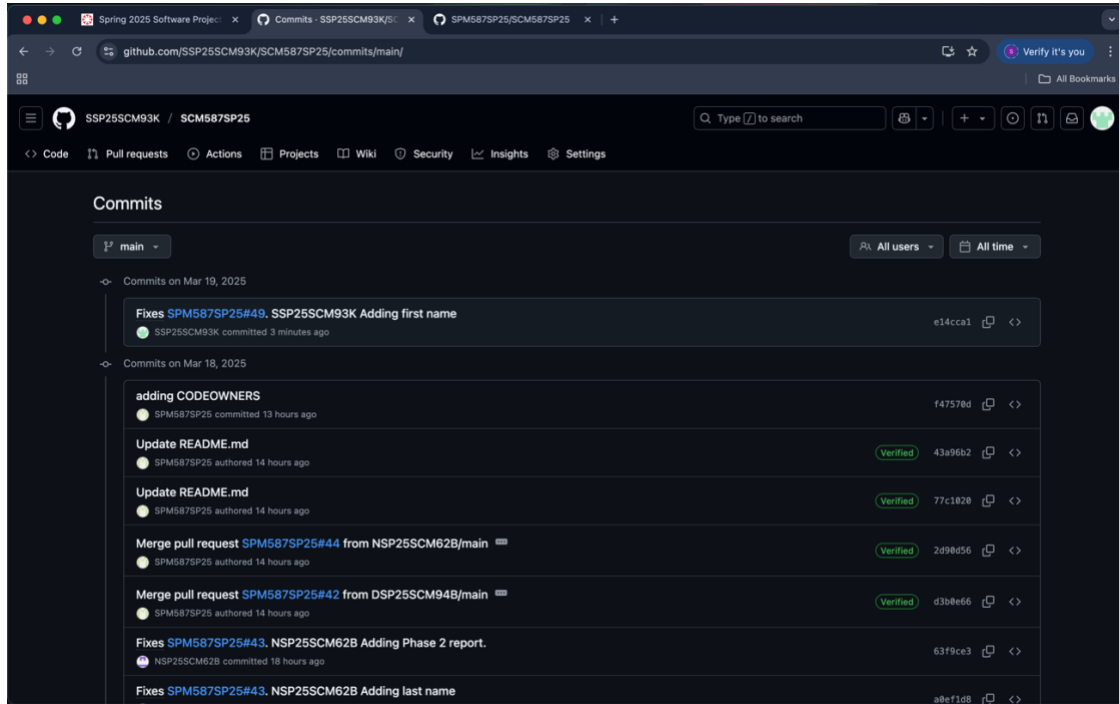 Spring 2025 Software Project
Commits · SSP25SCM93K/SC
SPM587SP25/SCM587SP25
github.com/SSP25SCM93K/SCM587SP25/commits/main/
Verify it's you
All Bookmarks
SSP25SCM93K / SCM587SP25
Type / to search
Code Pull requests Actions Projects Wiki Security Insights Settings
Commits
main
All users
All time
Commits on Mar 19, 2025
Fixes SPM587SP25#49. SSP25SCM93K Adding first name
SSP25SCM93K committed 3 minutes ago
e14cca1
Commits on Mar 18, 2025
adding CODEOWNERS
SPM587SP25 committed 13 hours ago
f47570d
Update README.md
SPM587SP25 authored 14 hours ago
Verified 43a96b2
Update README.md
SPM587SP25 authored 14 hours ago
Verified 77c1020
Merge pull request SPM587SP25#44 from NSP25SCM62B/main
SPM587SP25 authored 14 hours ago
Verified 2d90d56
Merge pull request SPM587SP25#42 from DSP25SCM94B/main
SPM587SP25 authored 14 hours ago
Verified d3b0e66
Fixes SPM587SP25#43. NSP25SCM62B Adding Phase 2 report.
NSP25SCM62B committed 18 hours ago
63f9ce3
Fixes SPM587SP25#43. NSP25SCM62B Adding last name
a0ef1d8